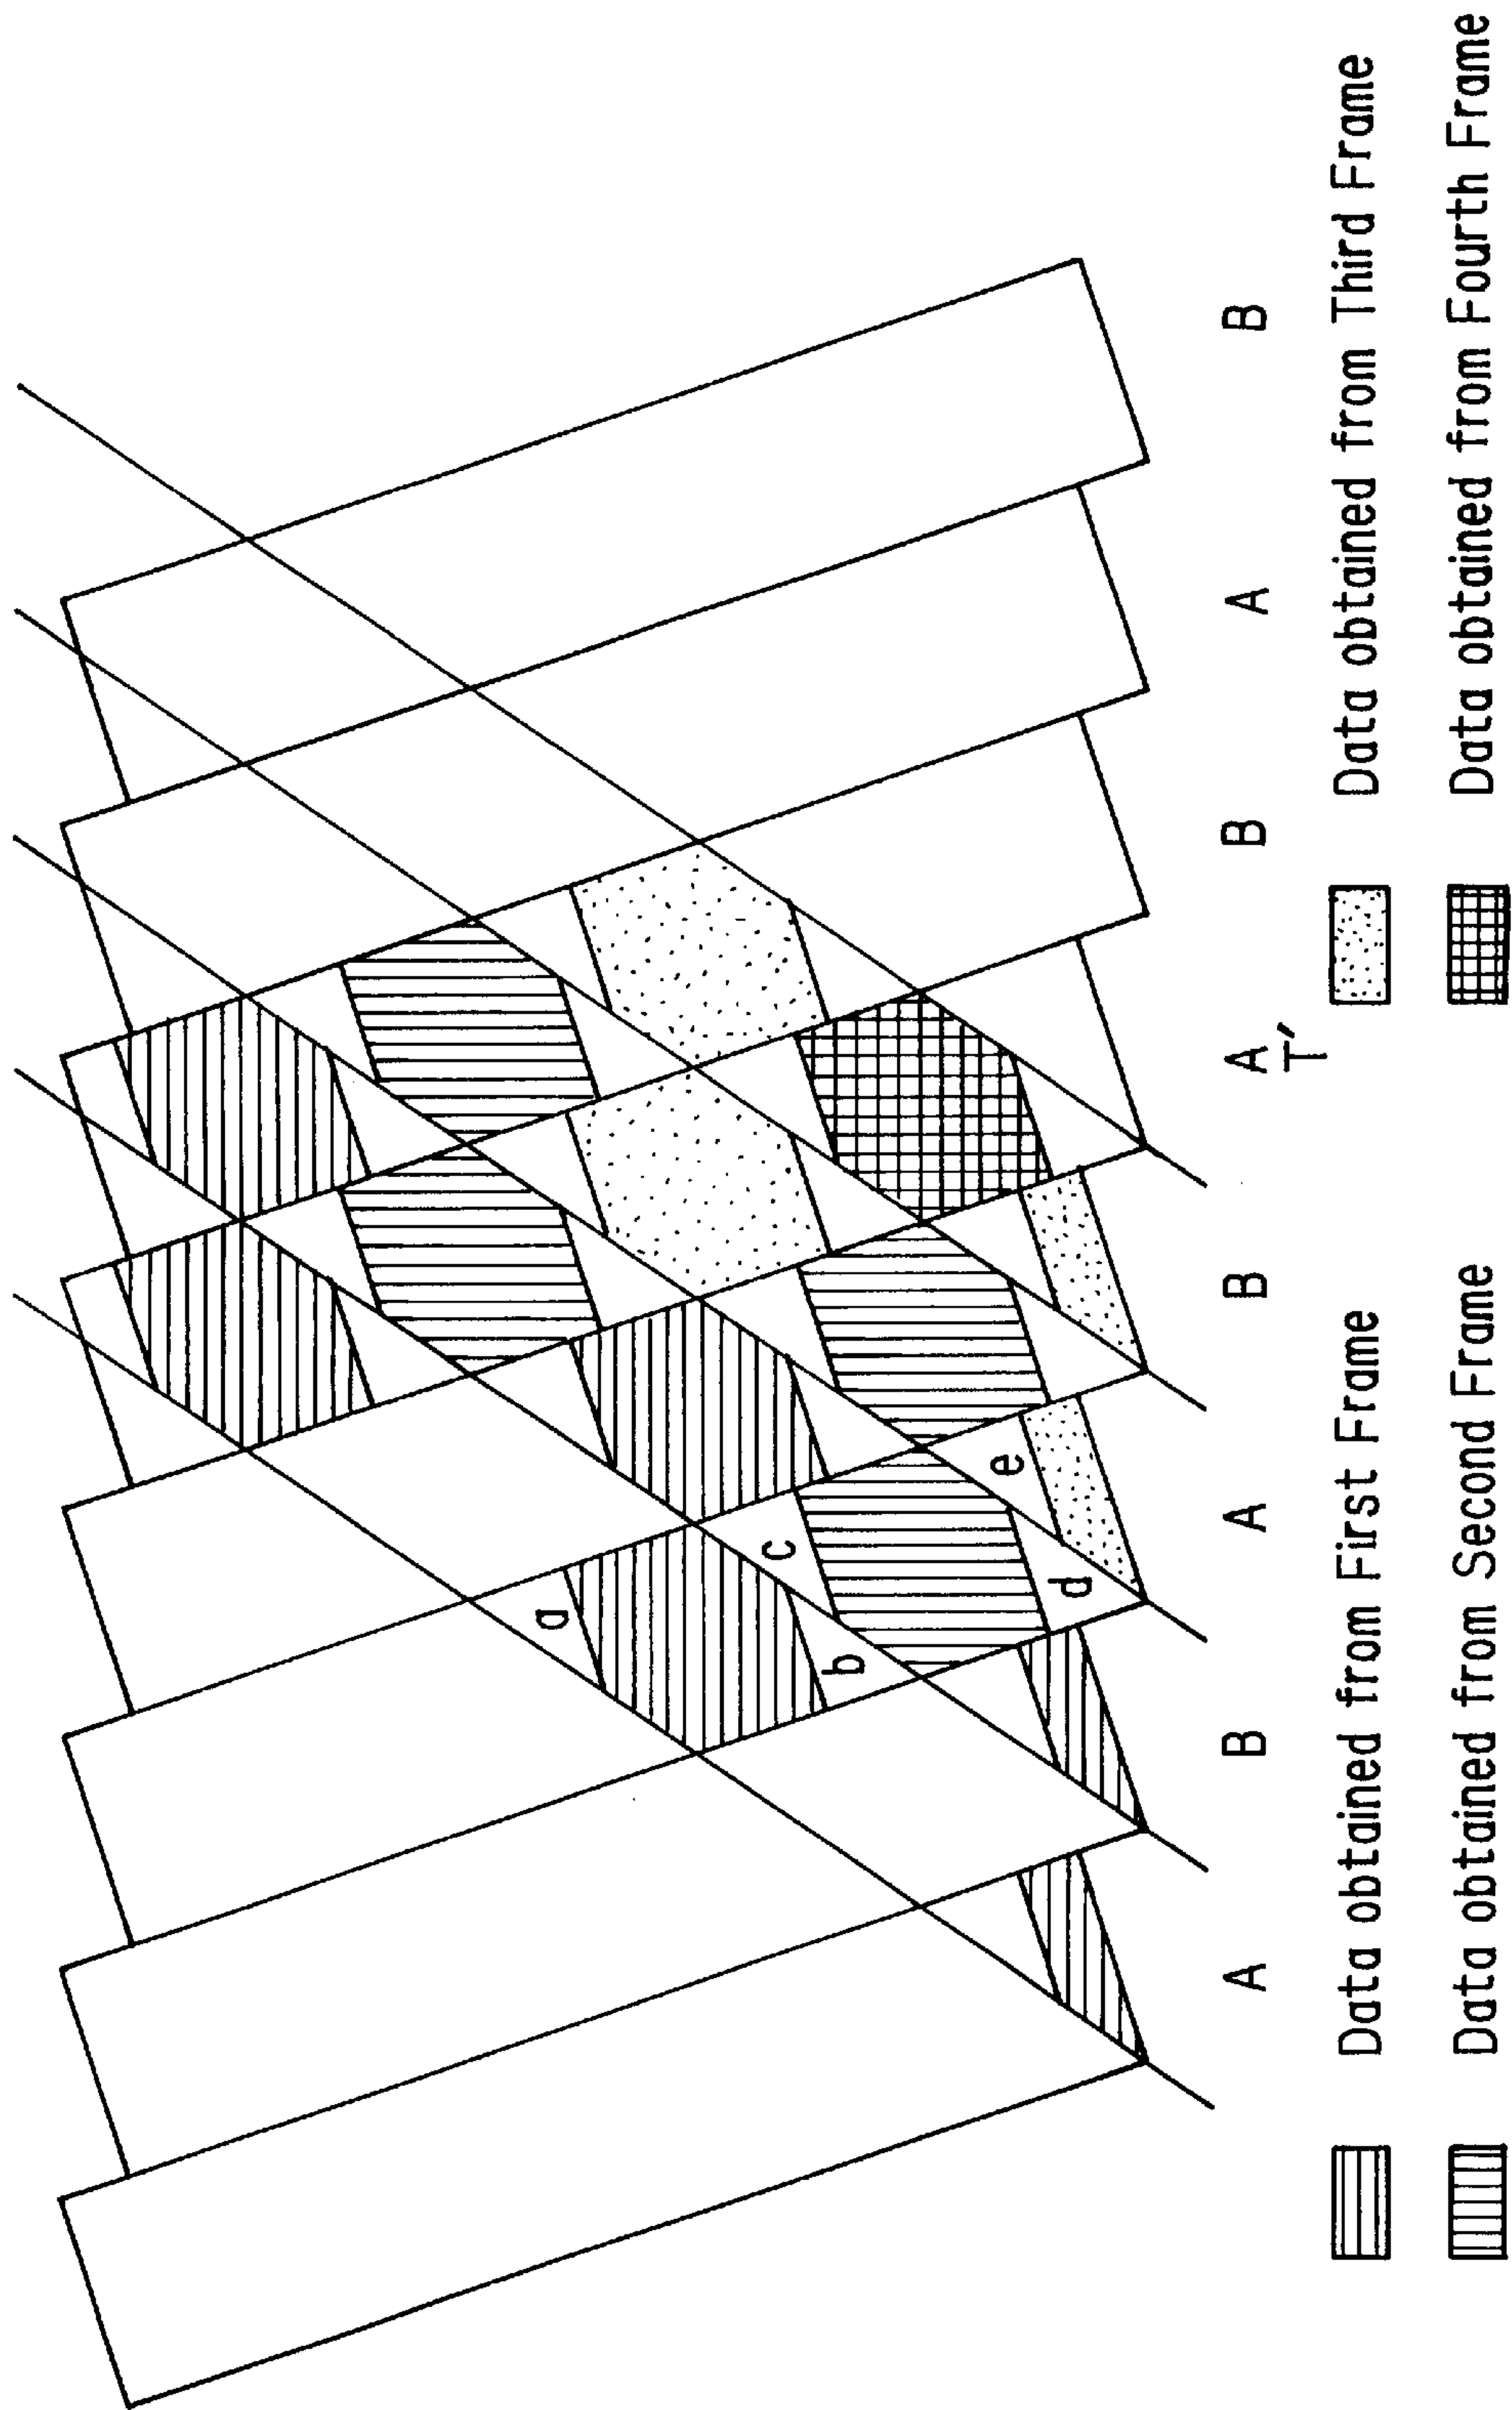 a
c
b
e
d
A B A B A B A B
T'
Data obtained from First Frame Data obtained from Third Frame
Data obtained from Second Frame Data obtained from Fourth Frame